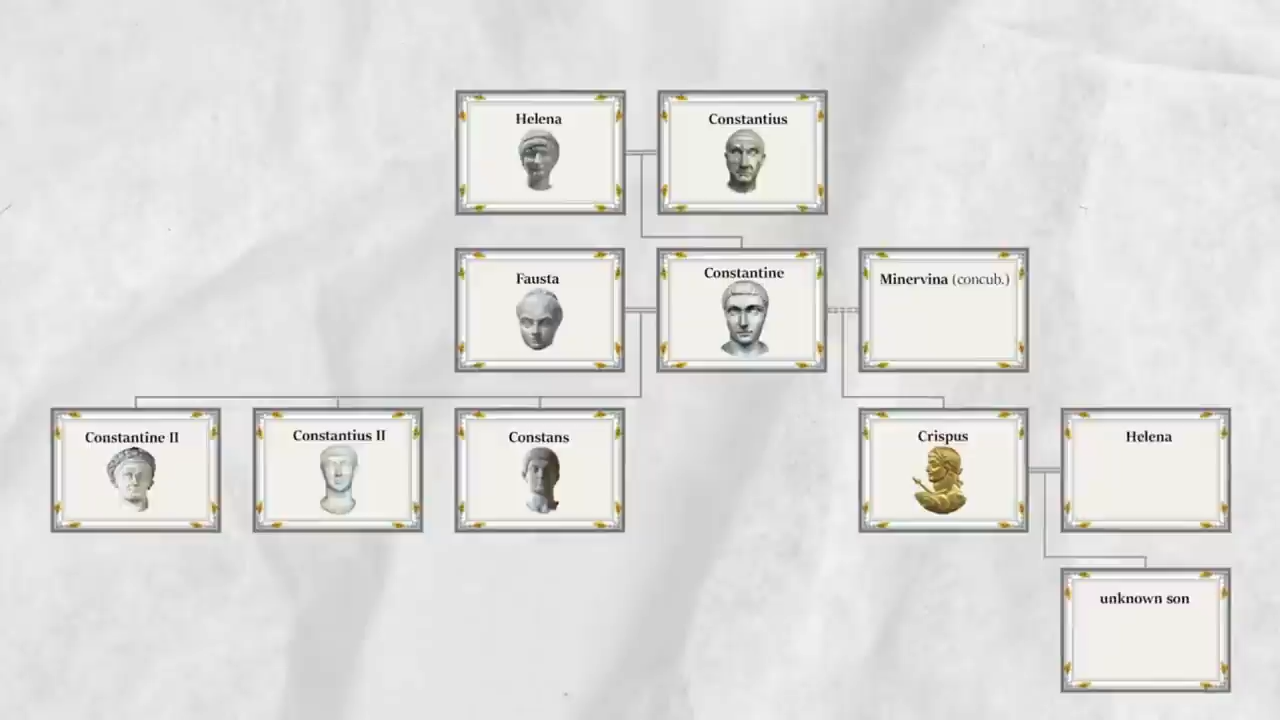 Helena
Constantius
Fausta
Constantine
Minervina (concub.)
Constantine II
Constantius II
Constans
Crispus
Helena
unknown son